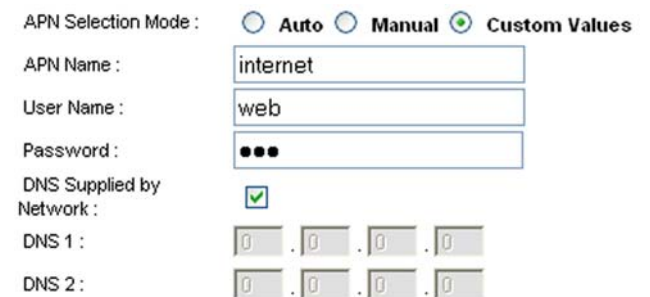 APN Selection Mode : Auto Manual Custom Values
APN Name : internet
User Name : web
Password : •••
DNS Supplied by
Network :
DNS 1 : 0 . 0 . 0 . 0
DNS 2 : 0 . 0 . 0 . 0